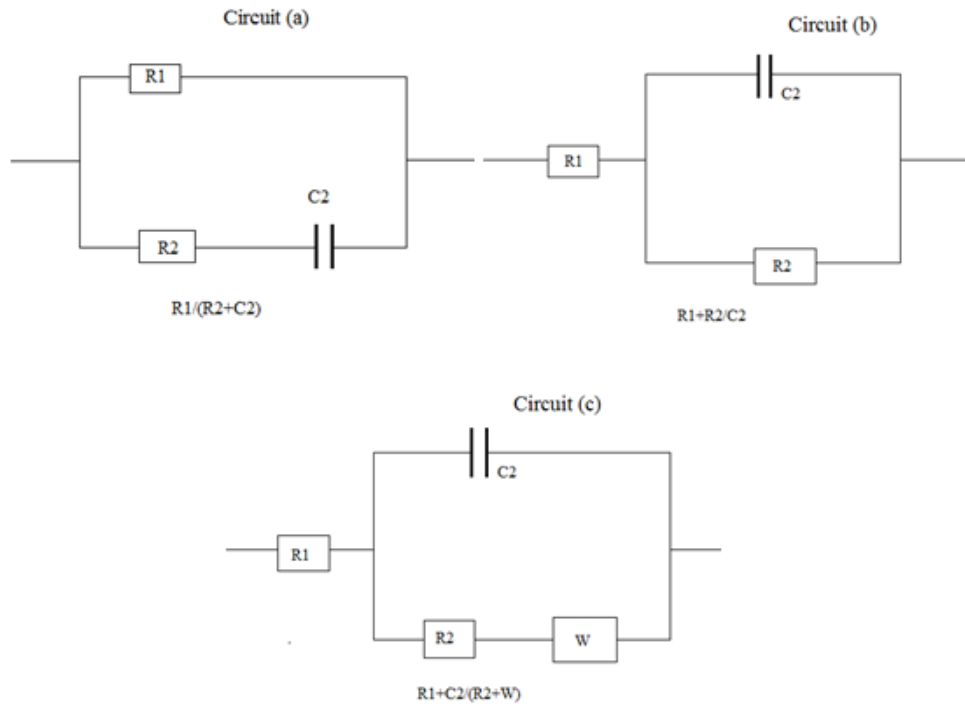 Circuit (a)
R1
R2
C2
R1/(R2+C2)
Circuit (b)
C2
R1
R2
R1+R2/C2
Circuit (c)
C2
R1
R2
W
R1+C2/(R2+W)